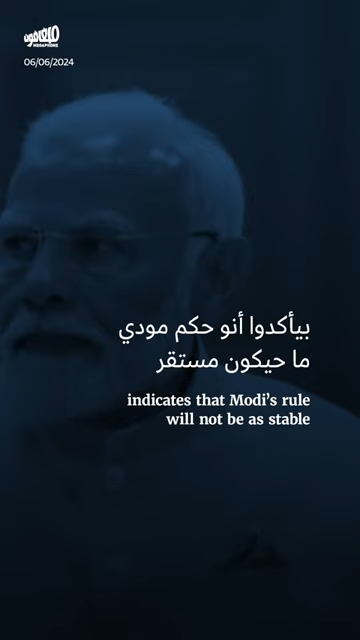 ميغافون
MEGAPHONE
06/06/2024
بيأكدوا أنو حكم مودي
ما حيكون مستقر
indicates that Modi’s rule
will not be as stable